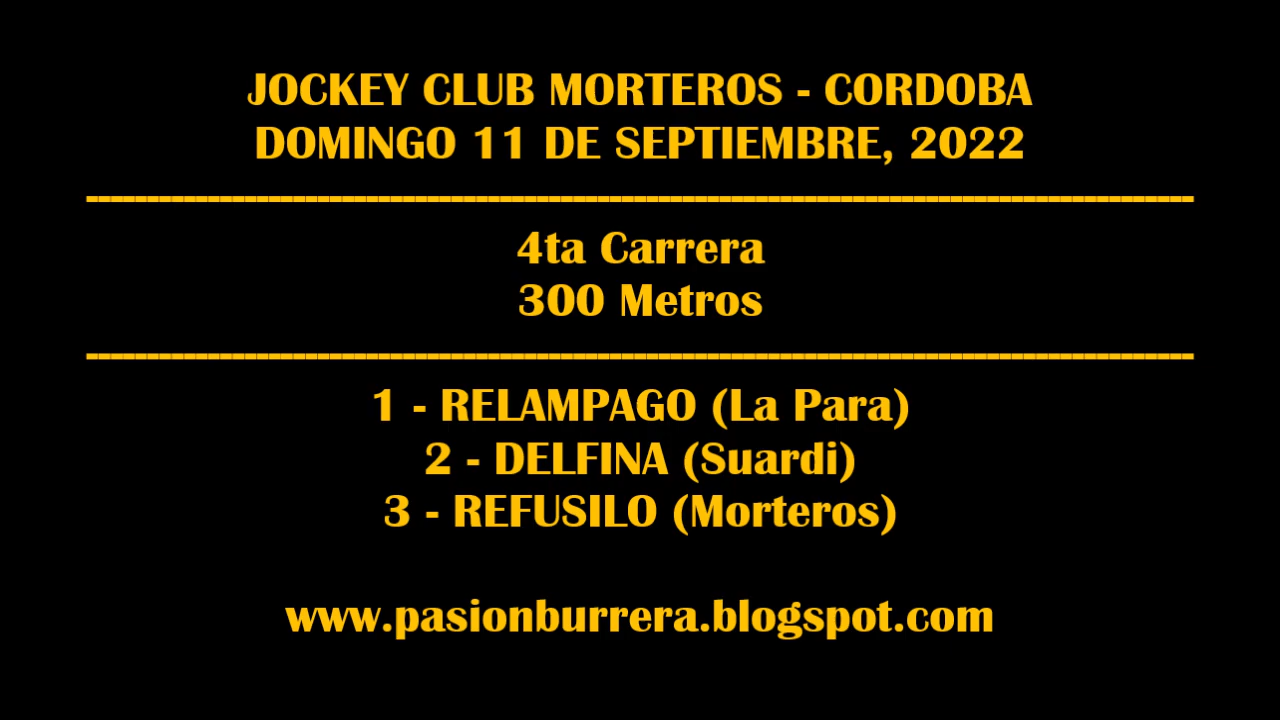 JOCKEY CLUB MORTEROS - CORDOBA
DOMINGO 11 DE SEPTIEMBRE, 2022
4ta Carrera
300 Metros
1 - RELAMPAGO (La Para)
2 - DELFINA (Suardi)
3 - REFUSILO (Morteros)
www.pasionburrera.blogspot.com